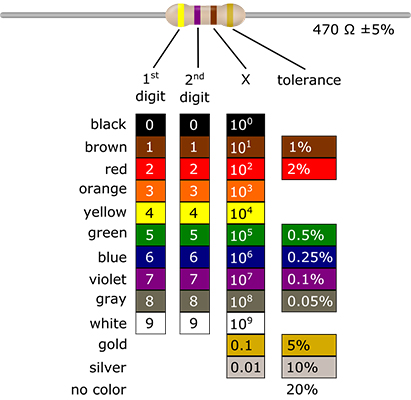 470 Ω ±5%
1st digit 2nd digit X tolerance
black 0 0 10⁰
brown 1 1 10¹ 1%
red 2 2 10² 2%
orange 3 3 10³
yellow 4 4 10⁴
green 5 5 10⁵ 0.5%
blue 6 6 10⁶ 0.25%
violet 7 7 10⁷ 0.1%
gray 8 8 10⁸ 0.05%
white 9 9 10⁹
gold 0.1 5%
silver 0.01 10%
no color 20%